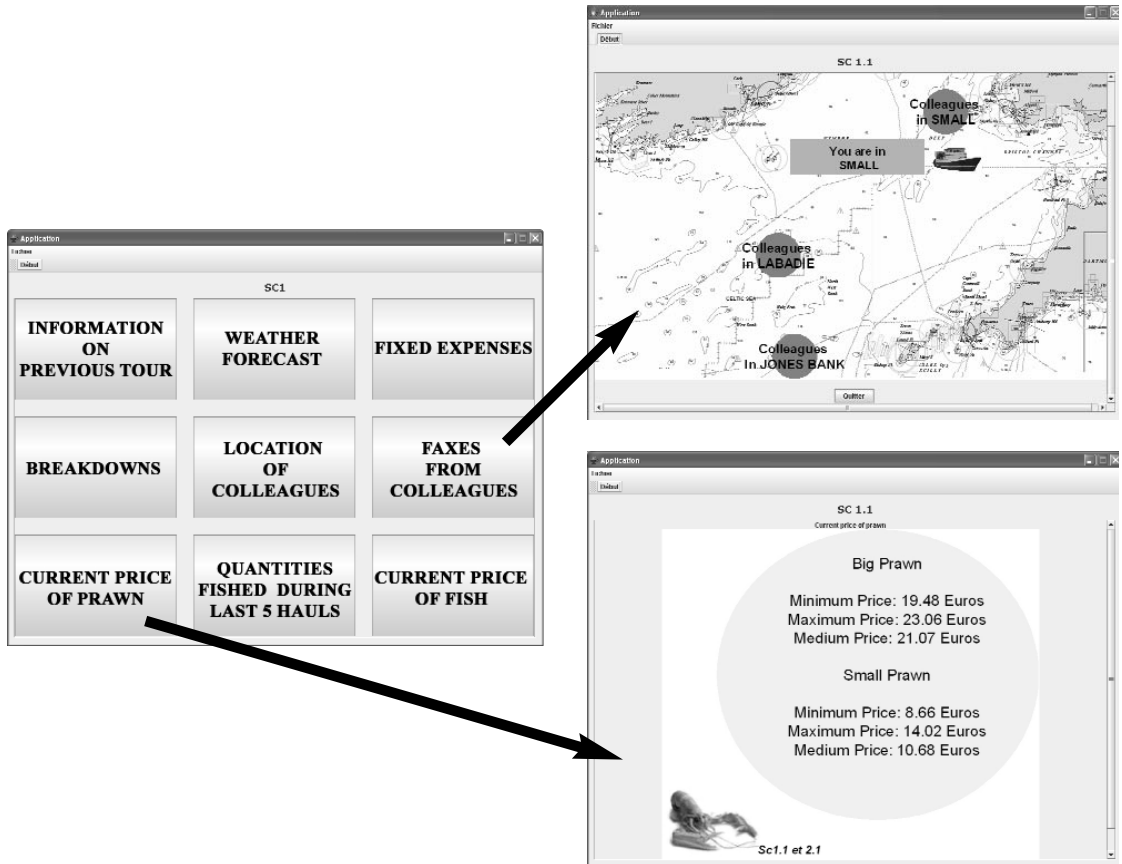 Application
Début
SC1
INFORMATION
ON
PREVIOUS TOUR
WEATHER
FORECAST
FIXED EXPENSES
BREAKDOWNS
LOCATION
OF
COLLEAGUES
FAXES
FROM
COLLEAGUES
CURRENT PRICE
OF PRAWN
QUANTITIES
FISHED DURING
LAST 5 HAULS
CURRENT PRICE
OF FISH
Application
Fichier
Début
SC 1.1
Colleagues
in SMALL
You are in
SMALL
BRISTOL CHANNEL
Colleagues
in LABADIE
CELTIC SEA
Colleagues
In JONES BANK
Quitter
Application
Début
SC 1.1
Current price of prawn
Big Prawn
Minimum Price: 19.48 Euros
Maximum Price: 23.06 Euros
Medium Price: 21.07 Euros
Small Prawn
Minimum Price: 8.66 Euros
Maximum Price: 14.02 Euros
Medium Price: 10.68 Euros
Sc1.1 et 2.1